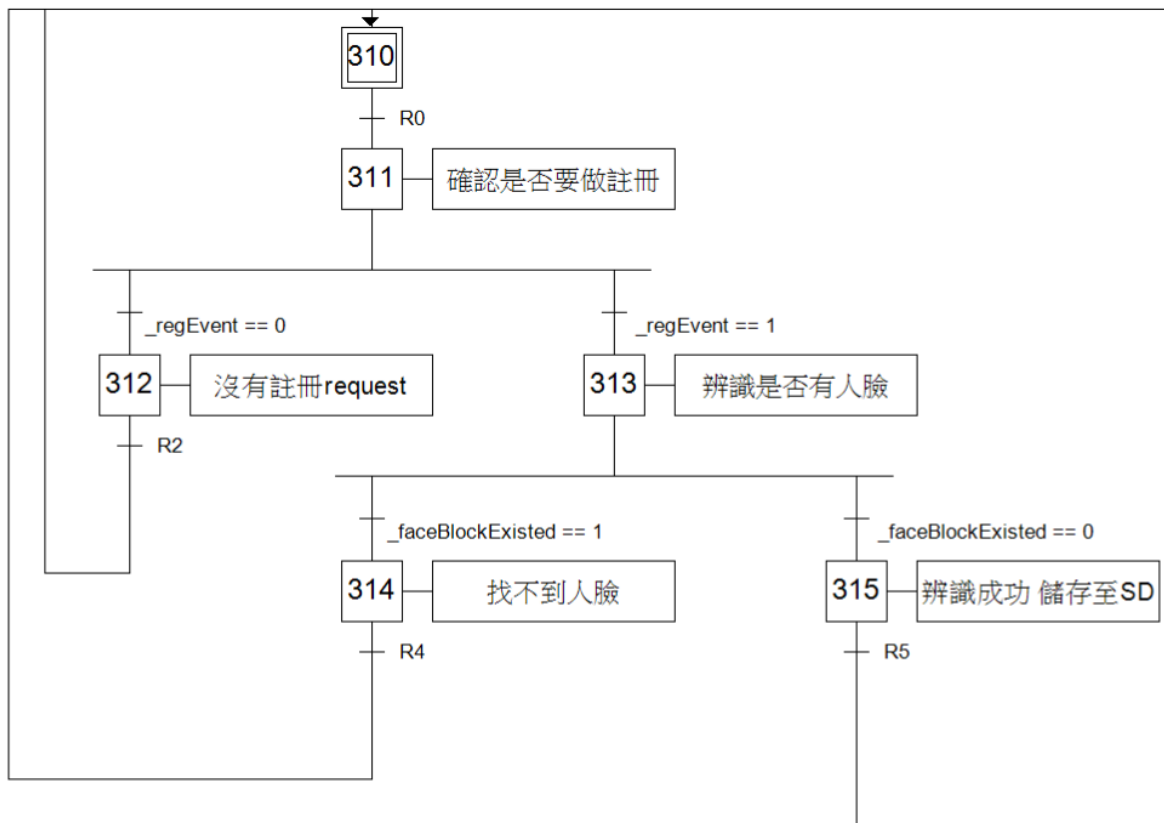 310
R0
311
確認是否要做註冊
_regEvent == 0
_regEvent == 1
312
沒有註冊request
313
辨識是否有人臉
R2
_faceBlockExisted == 1
_faceBlockExisted == 0
314
找不到人臉
315
辨識成功 儲存至SD
R4
R5